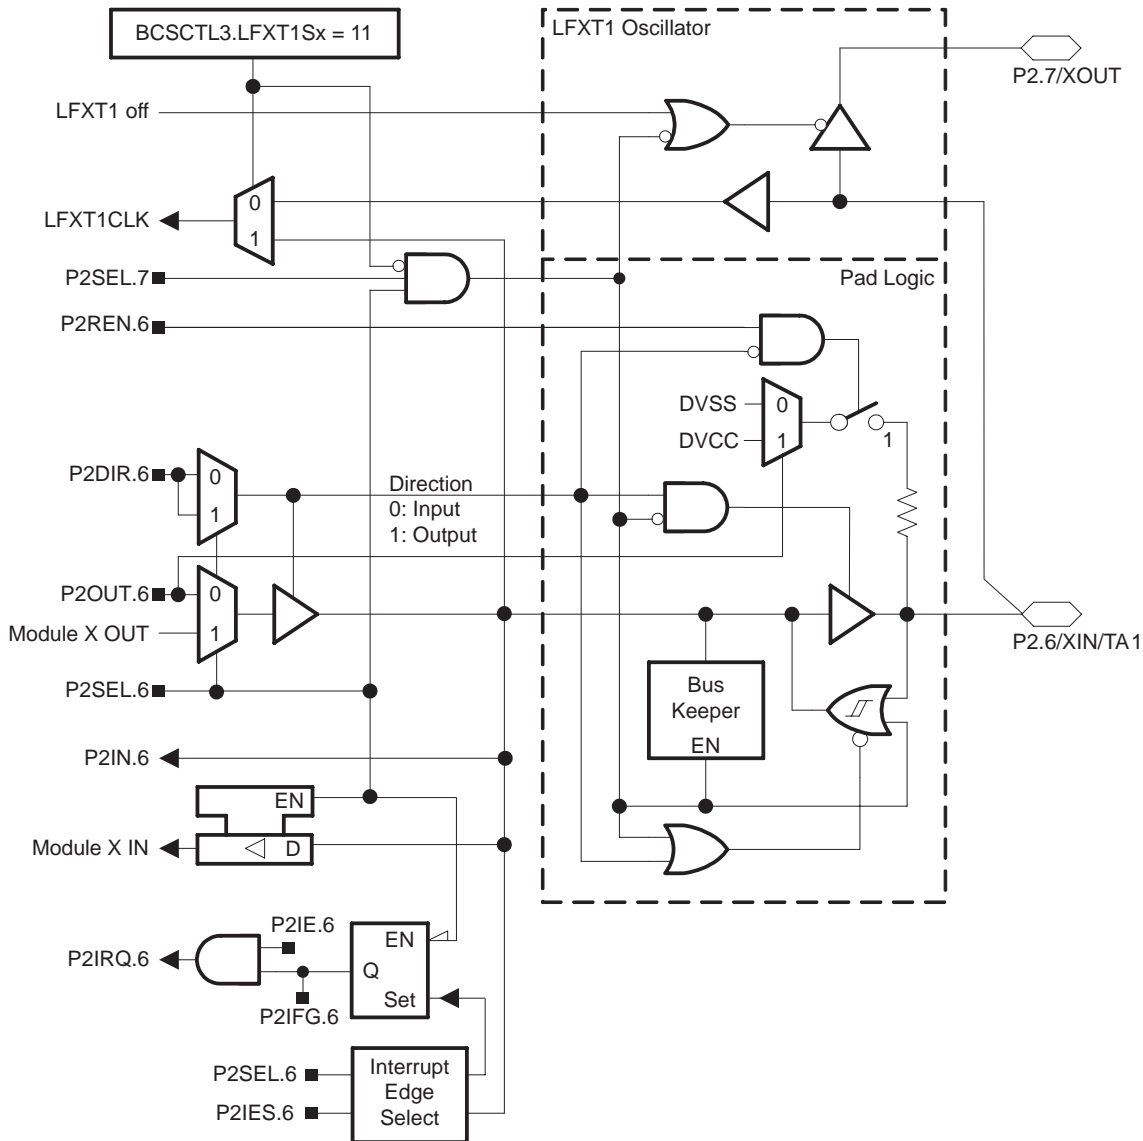 BCSCTL3.LFXT1Sx = 11
LFXT1 Oscillator
P2.7/XOUT
LFXT1 off
0
LFXT1CLK
1
P2SEL.7
Pad Logic
P2REN.6
DVSS
0
DVCC
1
1
P2DIR.6
0
1
Direction
0: Input
1: Output
P2OUT.6
0
Module X OUT
1
P2.6/XIN/TA1
P2SEL.6
Bus
Keeper
EN
P2IN.6
EN
Module X IN
D
P2IE.6
EN
P2IRQ.6
Q
Set
P2IFG.6
P2SEL.6
P2IES.6
Interrupt
Edge
Select